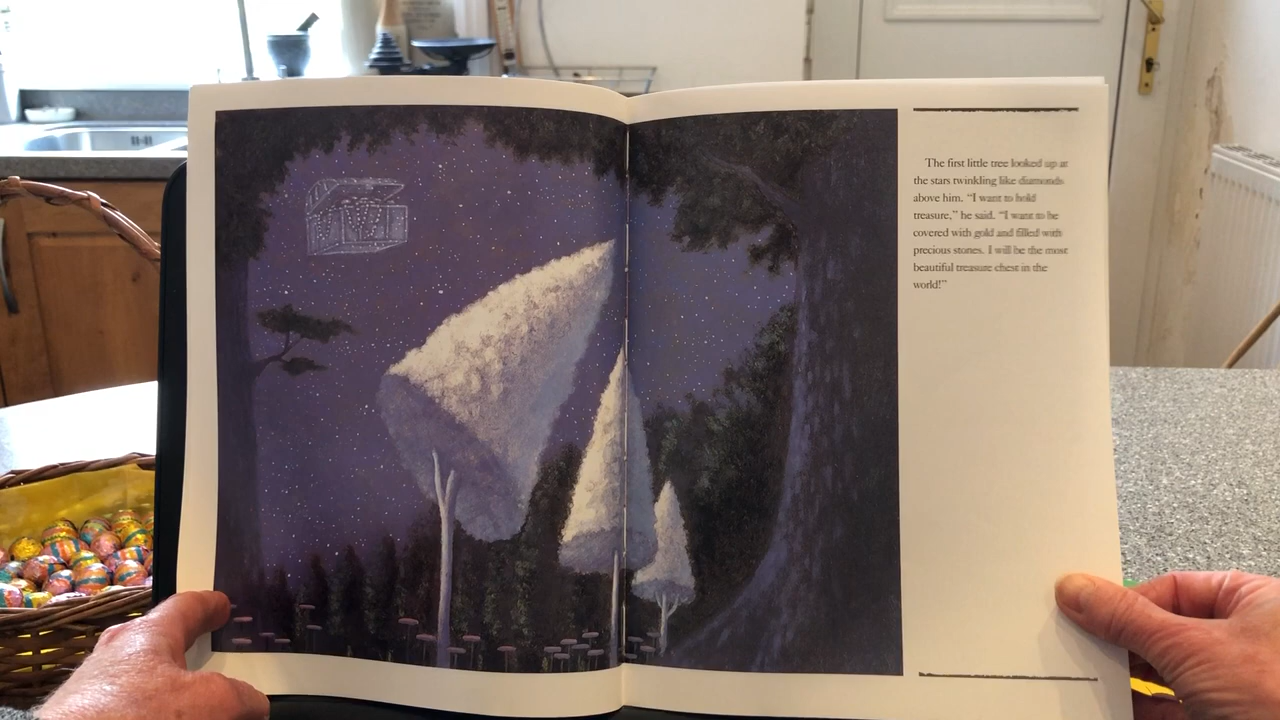 The first little tree looked up at
the stars twinkling like diamonds
above him. “I want to hold
treasure,” he said. “I want to be
covered with gold and filled with
precious stones. I will be the most
beautiful treasure chest in the
world!”